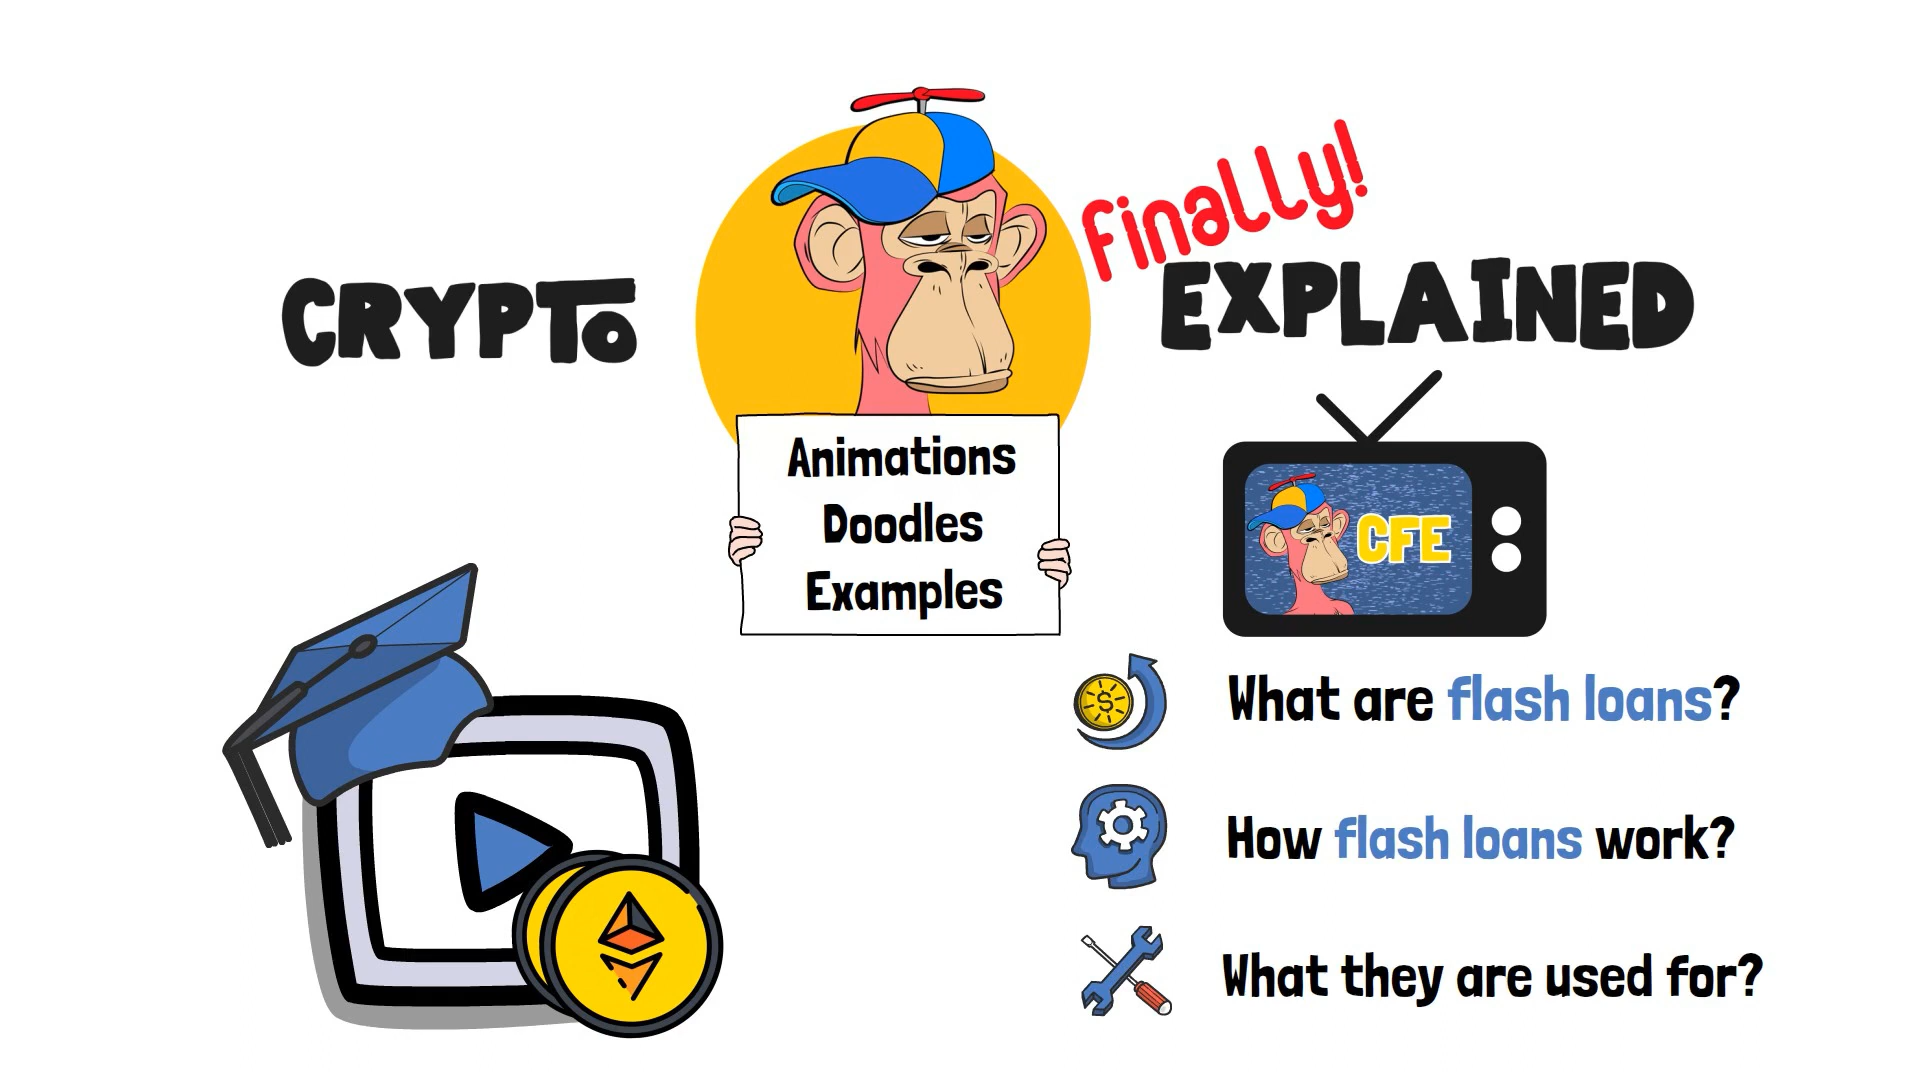 Finally!
CRYPTO
EXPLAINED
Animations
Doodles
Examples
CFE
What are flash loans?
How flash loans work?
What they are used for?